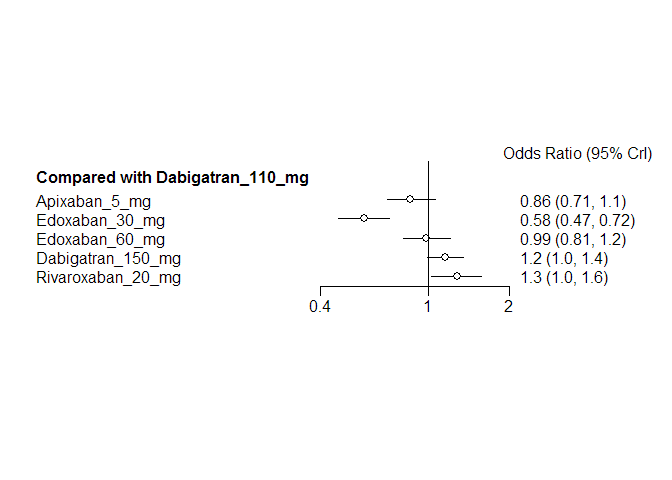 Odds Ratio (95% CrI)
Compared with Dabigatran_110_mg
Apixaban_5_mg 0.86 (0.71, 1.1)
Edoxaban_30_mg 0.58 (0.47, 0.72)
Edoxaban_60_mg 0.99 (0.81, 1.2)
Dabigatran_150_mg 1.2 (1.0, 1.4)
Rivaroxaban_20_mg 1.3 (1.0, 1.6)
0.4 1 2